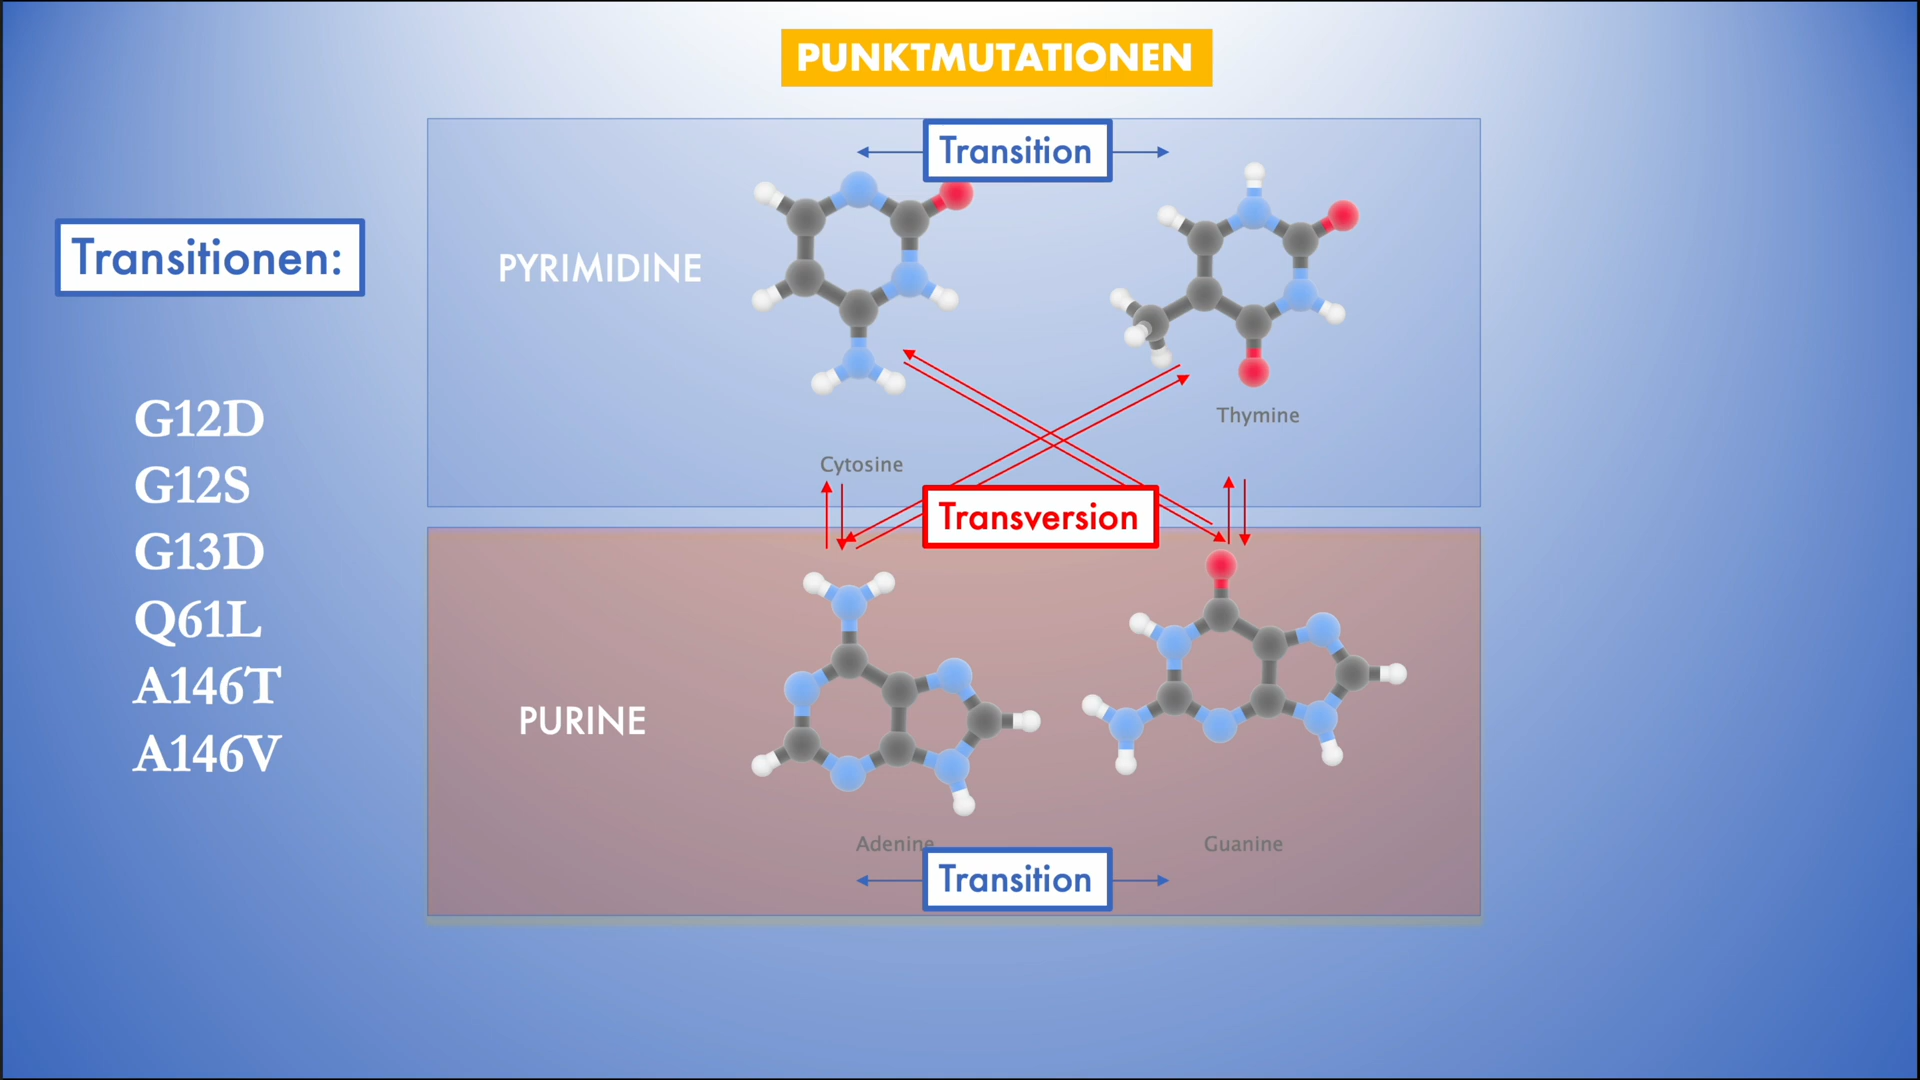 PUNKTMUTATIONEN
Transition
Transitionen:
PYRIMIDINE
G12D
G12S
G13D
Q61L
A146T
A146V
Thymine
Cytosine
Transversion
PURINE
Adenine
Guanine
Transition